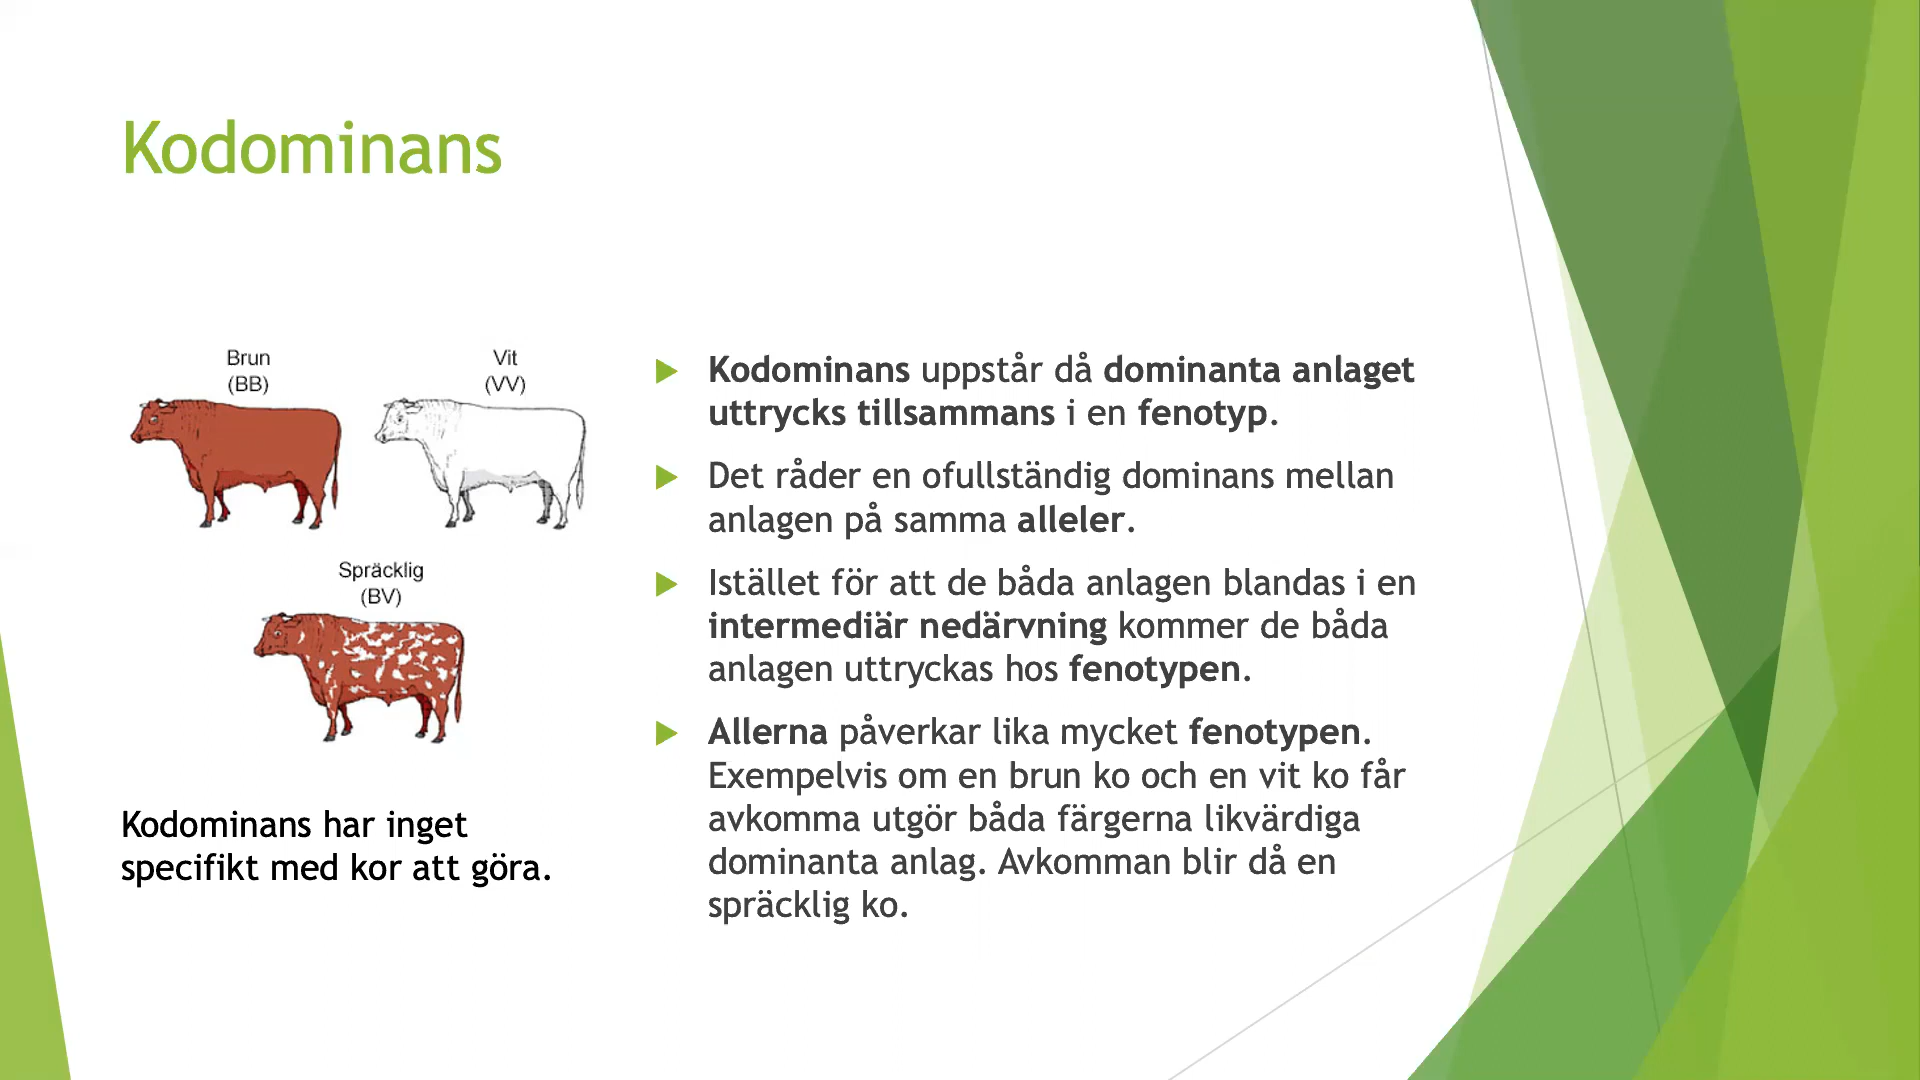 Kodominans
Brun
(BB)
Vit
(VV)
Spräcklig
(BV)
Kodominans har inget
specifikt med kor att göra.
Kodominans uppstår då dominanta anlaget
uttrycks tillsammans i en fenotyp.
Det råder en ofullständig dominans mellan
anlagen på samma alleler.
Istället för att de båda anlagen blandas i en
intermediär nedärvning kommer de båda
anlagen uttryckas hos fenotypen.
Allerna påverkar lika mycket fenotypen.
Exempelvis om en brun ko och en vit ko får
avkomma utgör båda färgerna likvärdiga
dominanta anlag. Avkomman blir då en
spräcklig ko.